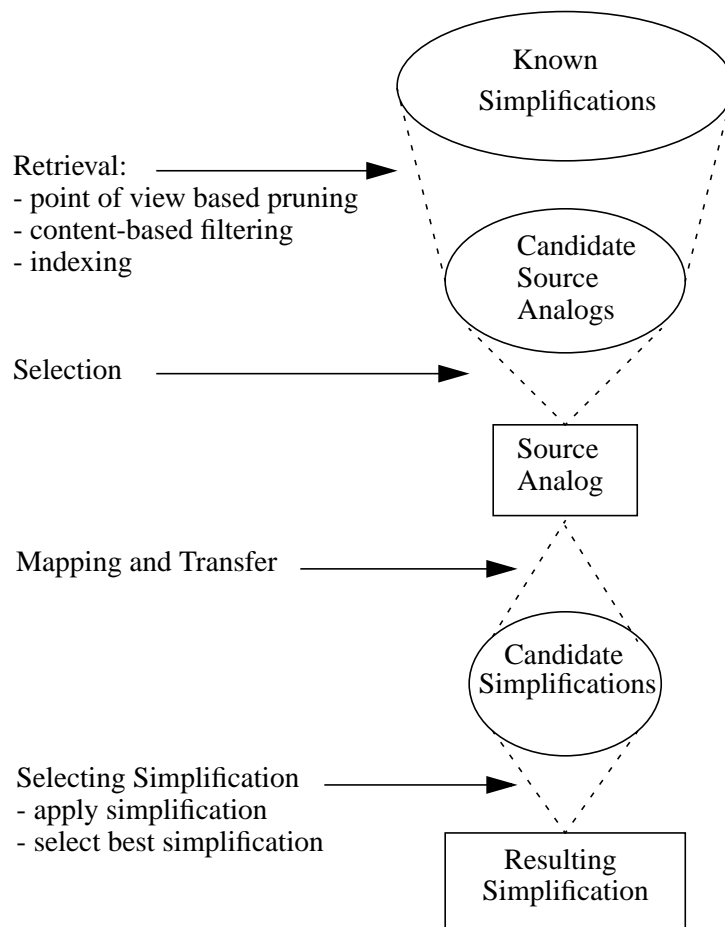 Known
Simplifications
Retrieval:
- point of view based pruning
- content-based filtering
- indexing
Candidate
Source
Analogs
Selection
Source
Analog
Mapping and Transfer
Candidate
Simplifications
Selecting Simplification
- apply simplification
- select best simplification
Resulting
Simplification